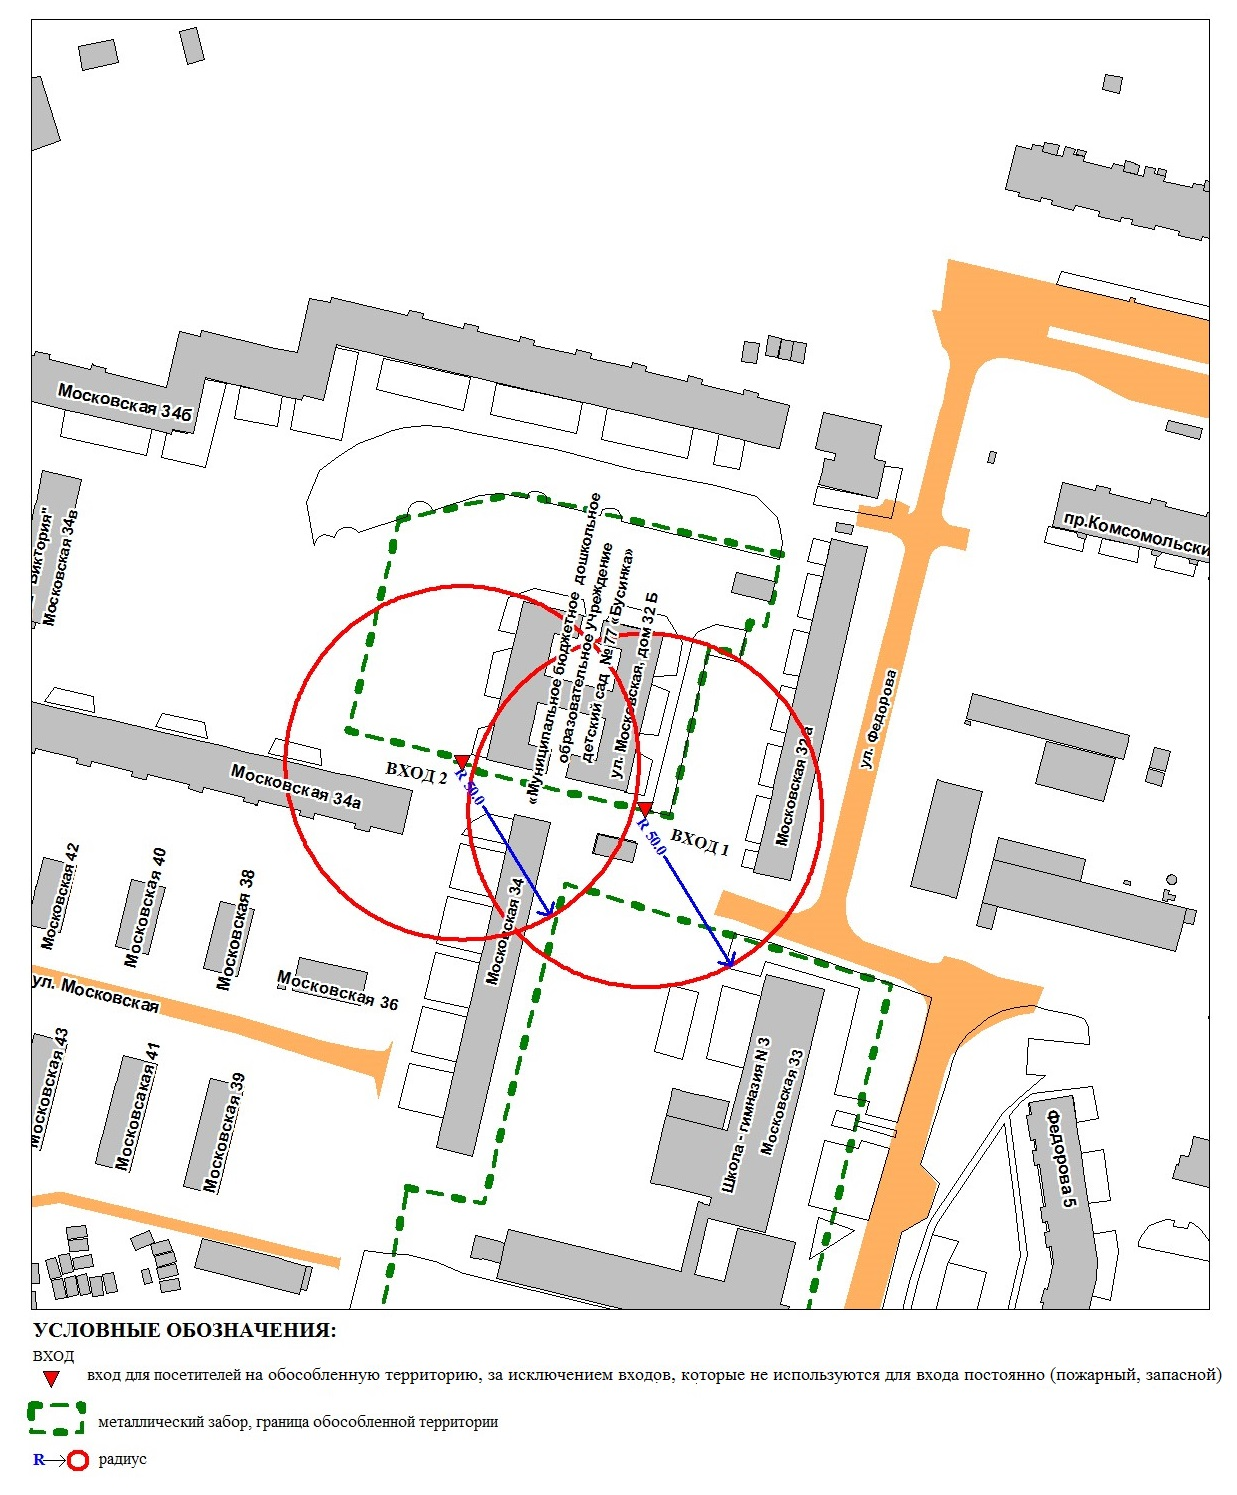 Московская 34б
"Виктория"
Московская 34в
«Муниципальное бюджетное дошкольное
образовательное учреждение
детский сад №77 «Бусинка»
ул. Московская, дом 32 Б
пр.Комсомольски
ул. Федорова
Московская 32 а
Московская 34а
ВХОД 2
R 50.0
ВХОД 1
R 50.0
Московская 42
Московская 40
Московская 38
Московская 36
Московская 34
ул. Московская
Московская 43
Московсакая 41
Московская 39
Школа - гимназия N 3
Московская 33
Федорова 5
УСЛОВНЫЕ ОБОЗНАЧЕНИЯ:
ВХОД
вход для посетителей на обособленную территорию, за исключением входов, которые не используются для входа постоянно (пожарный, запасной)
металлический забор, граница обособленной территории
R
радиус